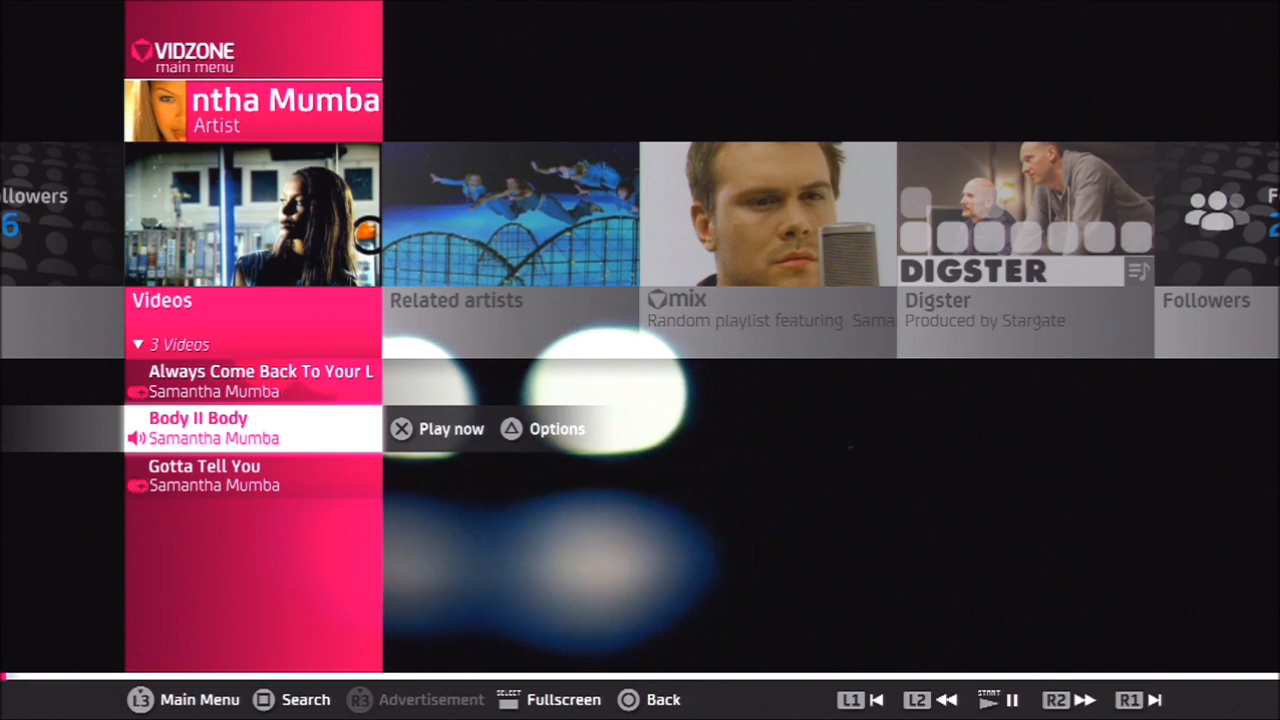 VIDZONE
main menu
ntha Mumba
Artist
llowers
6
Videos
3 Videos
Always Come Back To Your L
Samantha Mumba
Body II Body
Samantha Mumba
Gotta Tell You
Samantha Mumba
Related artists
mix
Random playlist featuring Sama
DIGSTER
Digster
Produced by Stargate
F
2
Followers
Play now
Options
L3 Main Menu
Search
R3 Advertisement
SELECT Fullscreen
Back
L1
L2
START
R2
R1